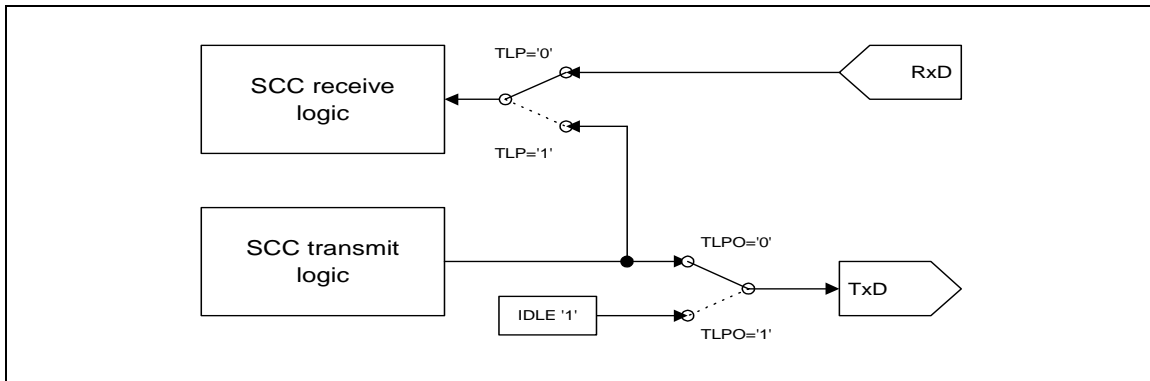 TLP='0'
SCC receive
logic
RxD
TLP='1'
SCC transmit
logic
TLPO='0'
TxD
IDLE '1'
TLPO='1'